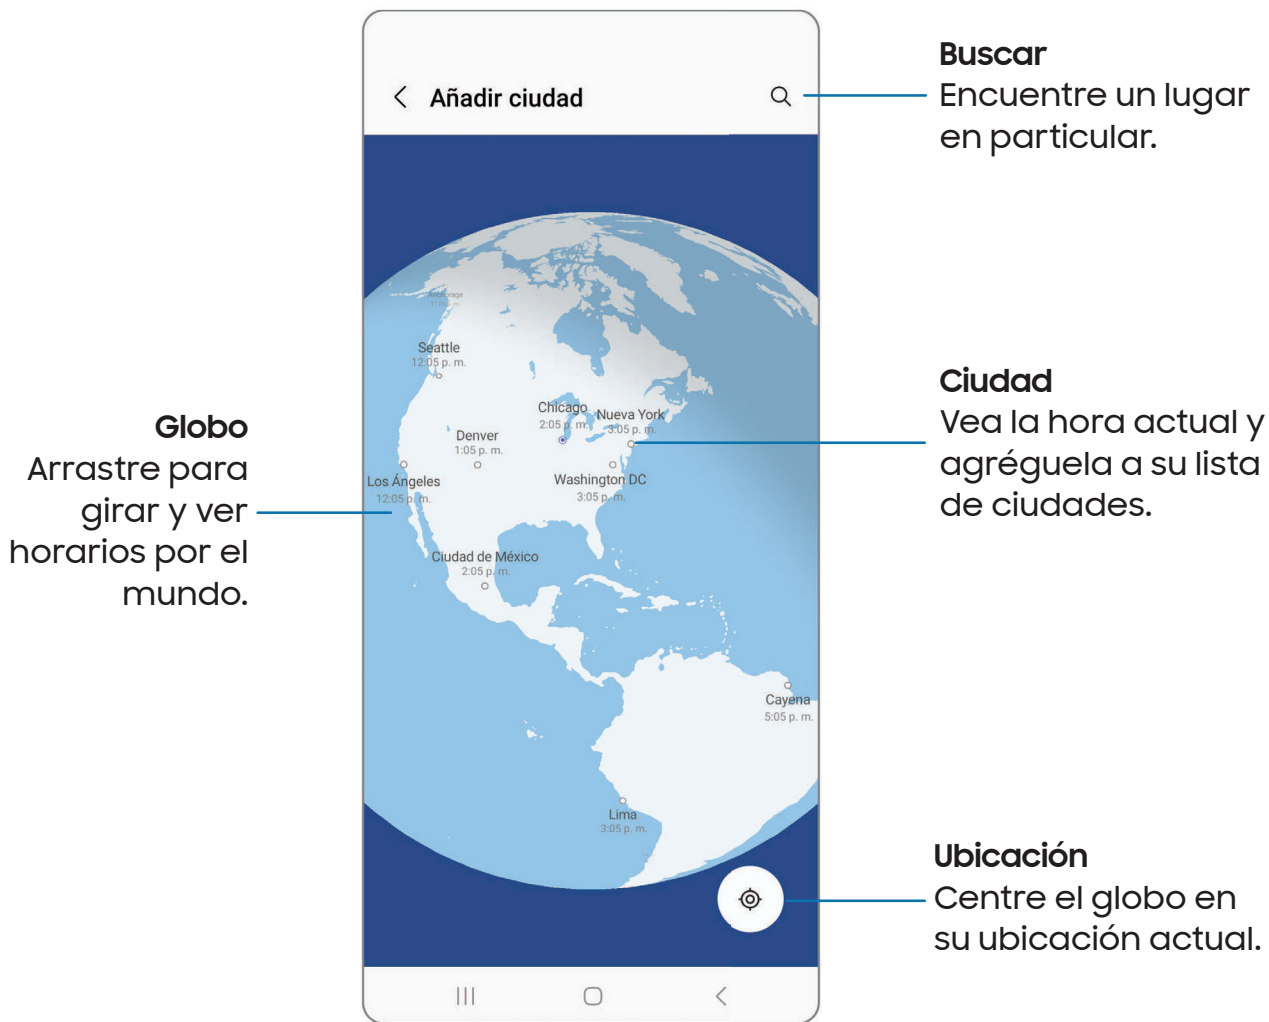 Añadir ciudad
Buscar
Encuentre un lugar
en particular.
Anchorage
Seattle
12:05 p. m.
Chicago
2:05 p. m.
Nueva York
3:05 p. m.
Denver
1:05 p. m.
Los Ángeles
12:05 p. m.
Washington DC
3:05 p. m.
Ciudad de México
2:05 p. m.
Cayena
5:05 p. m.
Lima
3:05 p. m.
Globo
Arrastre para
girar y ver
horarios por el
mundo.
Ciudad
Vea la hora actual y
agréguela a su lista
de ciudades.
Ubicación
Centre el globo en
su ubicación actual.